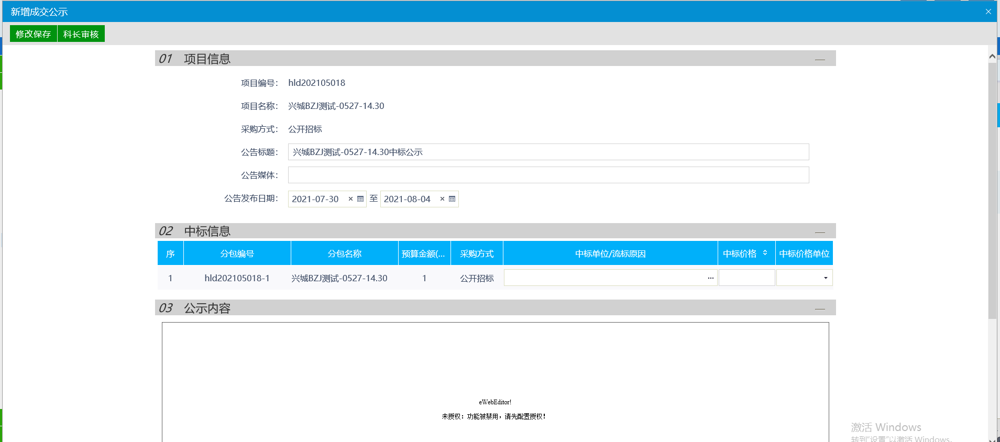 新增成交公示
修改保存 科长审核
01 项目信息
项目编号： hld202105018
项目名称： 兴城BZJ测试-0527-14.30
采购方式： 公开招标
公告标题： 兴城BZJ测试-0527-14.30中标公示
公告媒体：
公告发布日期： 2021-07-30 至 2021-08-04
02 中标信息
序 分包编号 分包名称 预算金额(... 采购方式 中标单位/流标原因 中标价格 中标价格单位
1 hld202105018-1 兴城BZJ测试-0527-14.30 1 公开招标 ...
03 公示内容
eWebEditor!
未授权：功能被禁用，请先配置授权！
激活 Windows
转到“设置”以激活 Windows。